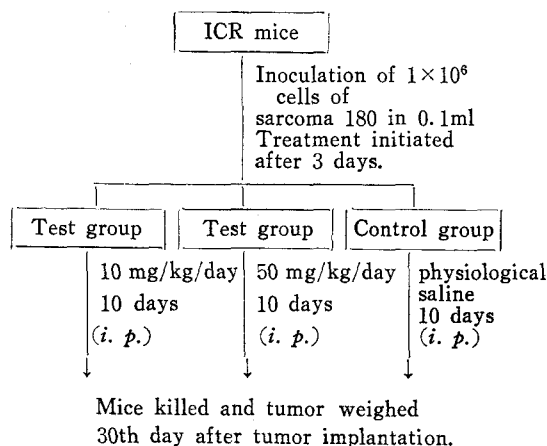 ICR mice
Inoculation of 1×10⁶
cells of
sarcoma 180 in 0.1ml
Treatment initiated
after 3 days.
Test group
Test group
Control group
10 mg/kg/day
10 days
(i. p.)
50 mg/kg/day
10 days
(i. p.)
physiological
saline
10 days
(i. p.)
Mice killed and tumor weighed
30th day after tumor implantation.